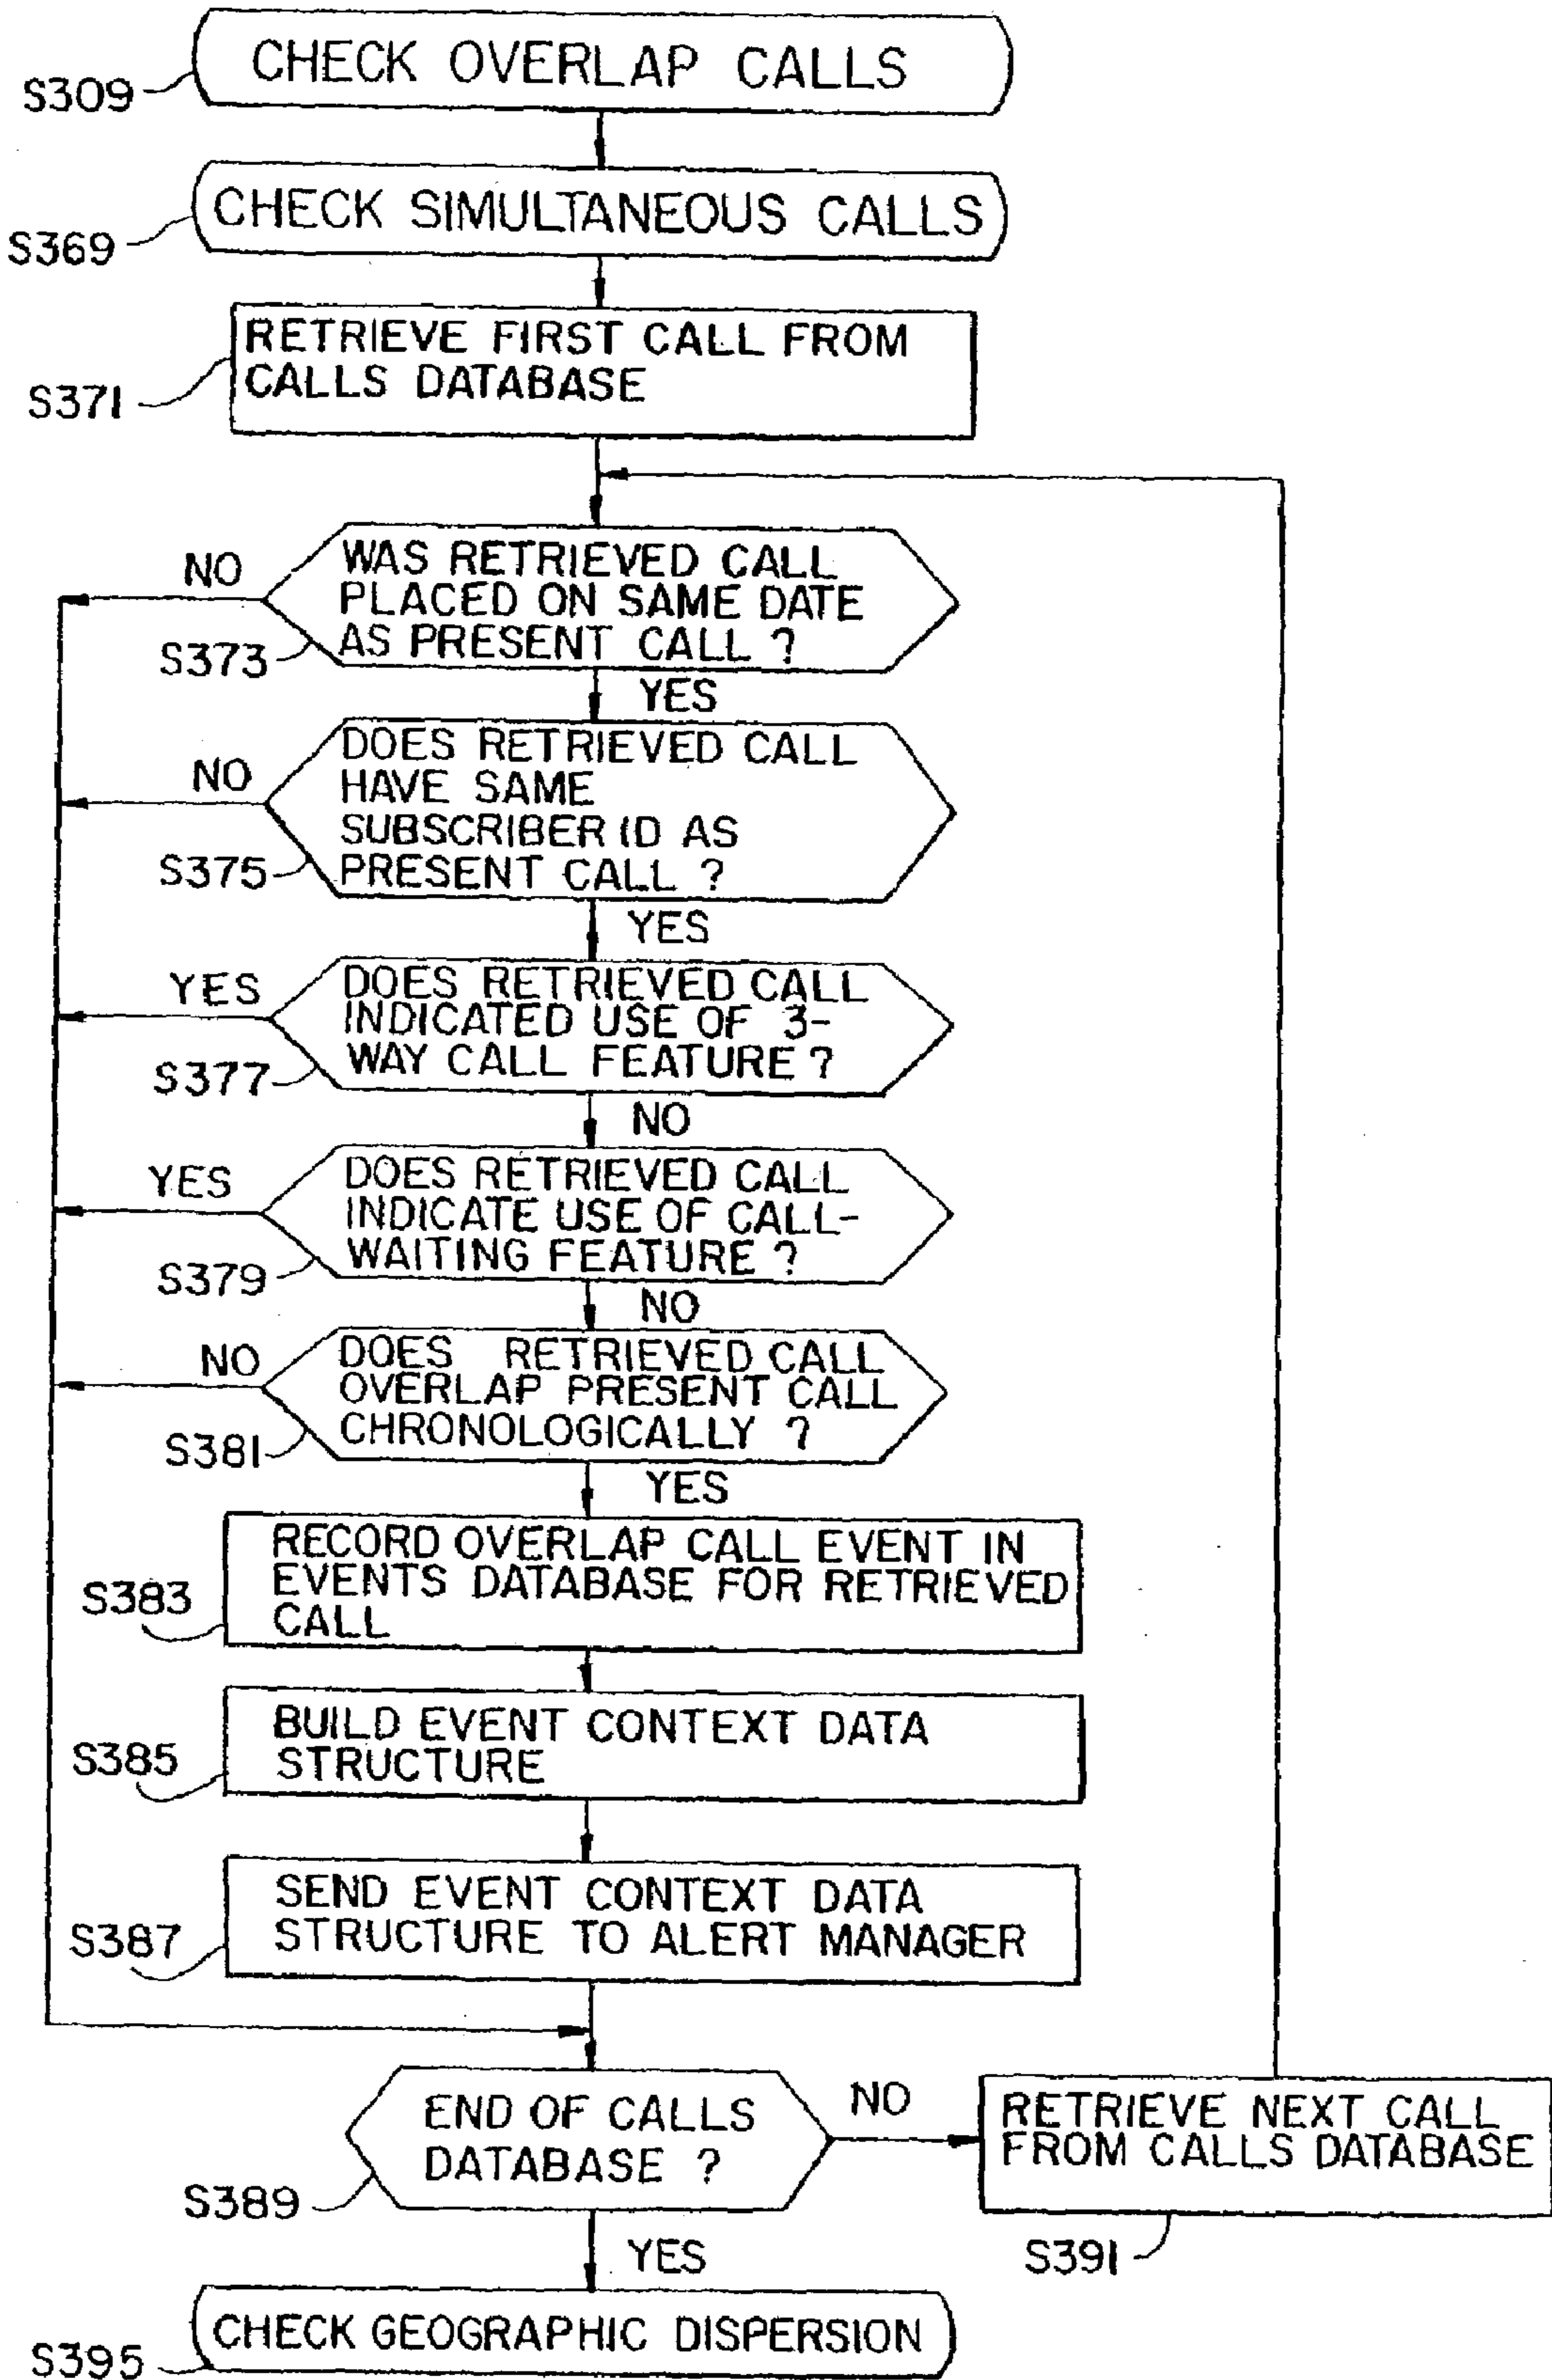 CHECK OVERLAP CALLS
S309
CHECK SIMULTANEOUS CALLS
S369
RETRIEVE FIRST CALL FROM
CALLS DATABASE
S371
WAS RETRIEVED CALL
PLACED ON SAME DATE
AS PRESENT CALL ?
NO
S373
YES
DOES RETRIEVED CALL
HAVE SAME
SUBSCRIBER ID AS
PRESENT CALL ?
NO
S375
YES
DOES RETRIEVED CALL
INDICATED USE OF 3-
WAY CALL FEATURE ?
YES
S377
NO
DOES RETRIEVED CALL
INDICATE USE OF CALL-
WAITING FEATURE ?
YES
S379
NO
DOES RETRIEVED CALL
OVERLAP PRESENT CALL
CHRONOLOGICALLY ?
NO
S381
YES
RECORD OVERLAP CALL EVENT IN
EVENTS DATABASE FOR RETRIEVED
CALL
S383
BUILD EVENT CONTEXT DATA
STRUCTURE
S385
SEND EVENT CONTEXT DATA
STRUCTURE TO ALERT MANAGER
S387
END OF CALLS
DATABASE ?
NO
S389
RETRIEVE NEXT CALL
FROM CALLS DATABASE
S391
YES
CHECK GEOGRAPHIC DISPERSION
S395